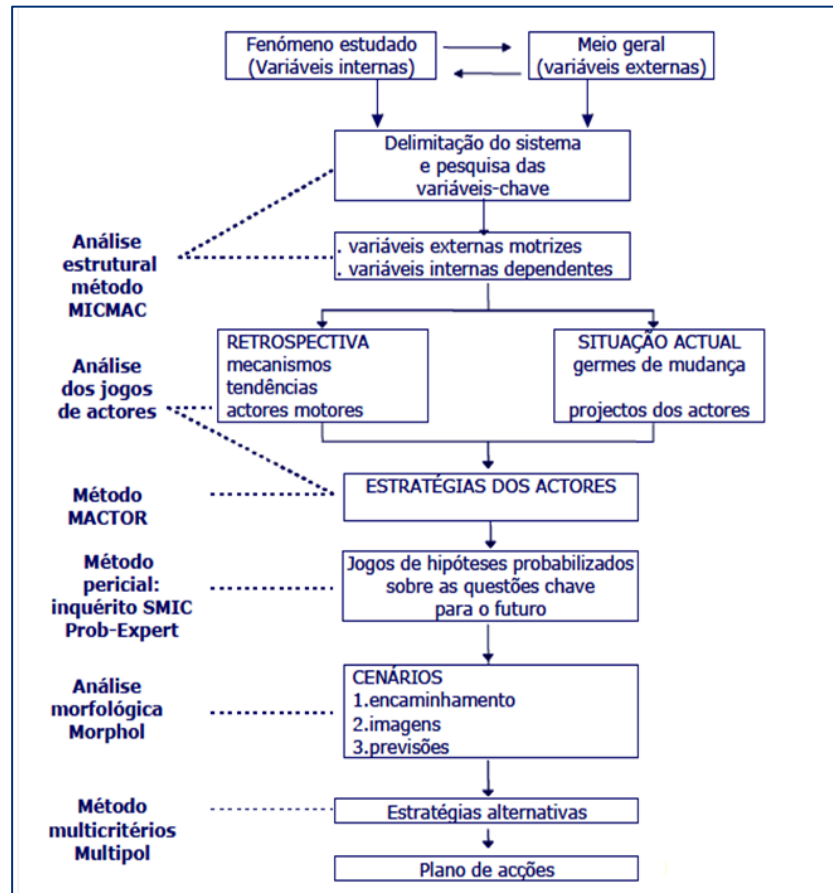 Fenómeno estudado
(Variáveis internas)
Meio geral
(variáveis externas)
Delimitação do sistema
e pesquisa das
variáveis-chave
. variáveis externas motrizes
. variáveis internas dependentes
Análise
estrutural
método
MICMAC
RETROSPECTIVA
mecanismos
tendências
actores motores
SITUAÇÃO ACTUAL
germes de mudança
projectos dos actores
Análise
dos jogos
de actores
ESTRATÉGIAS DOS ACTORES
Método
MACTOR
Jogos de hipóteses probabilizados
sobre as questões chave
para o futuro
Método
pericial:
inquérito SMIC
Prob-Expert
CENÁRIOS
1.encaminhamento
2.imagens
3.previsões
Análise
morfológica
Morphol
Estratégias alternativas
Método
multicritérios
Multipol
Plano de acções